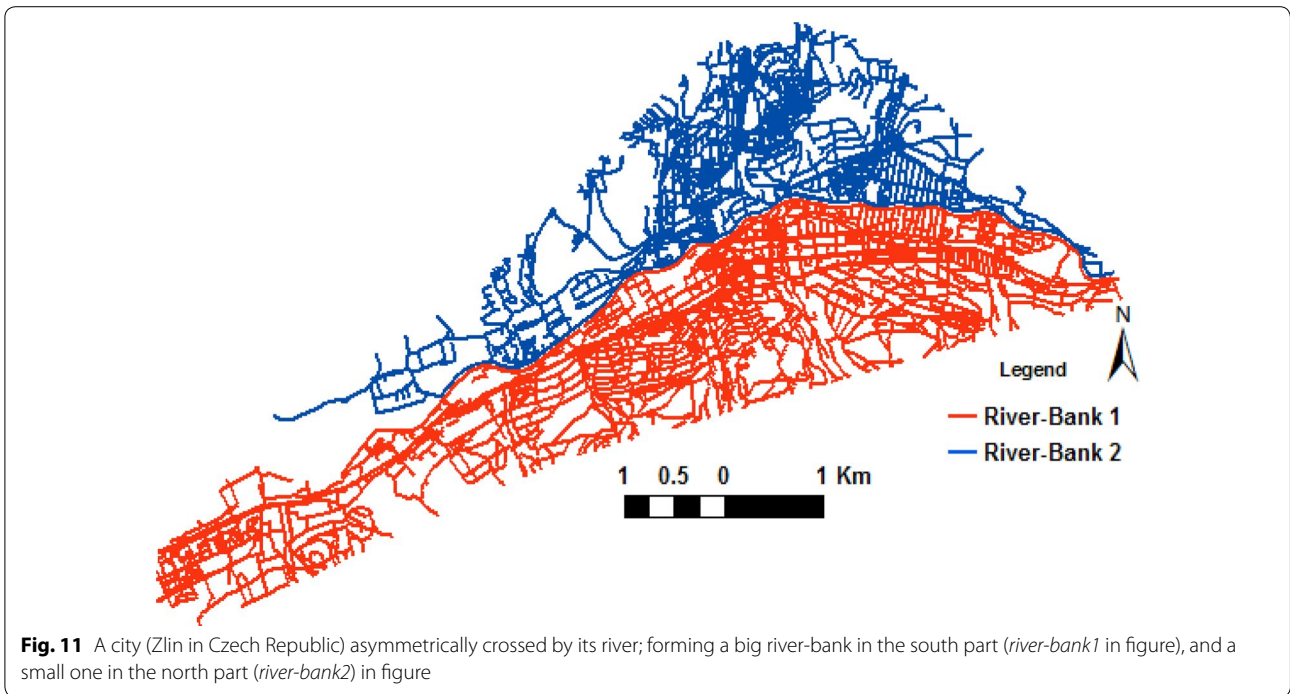 N
Legend
River-Bank 1
River-Bank 2
1 0.5 0 1 Km
Fig. 11 A city (Zlin in Czech Republic) asymmetrically crossed by its river; forming a big river-bank in the south part (river-bank1 in figure), and a
small one in the north part (river-bank2) in figure